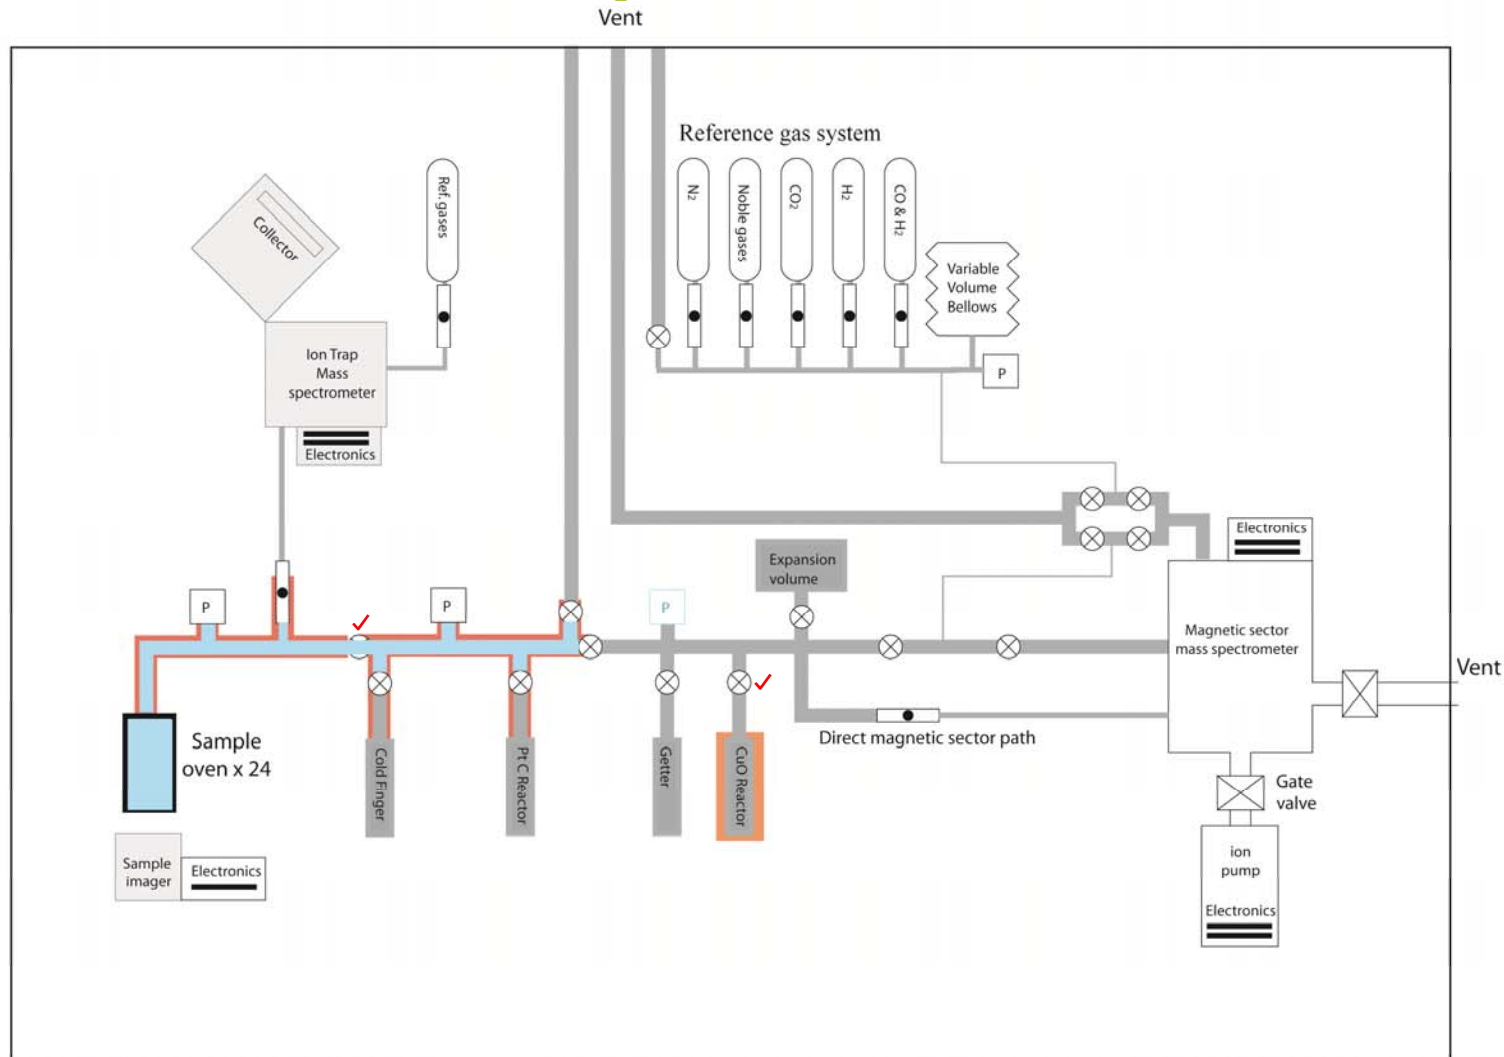 Vent
Reference gas system
Ref. gases
N2
Noble gases
CO2
H2
CO & H2
Collector
Variable
Volume
Bellows
Ion Trap
Mass
spectrometer
P
Electronics
Electronics
Expansion
volume
P
P
P
Magnetic sector
mass spectrometer
Vent
Sample
oven x 24
Direct magnetic sector path
Cold Finger
Pt C Reactor
Getter
CuO Reactor
Gate
valve
Sample
imager
Electronics
ion
pump
Electronics